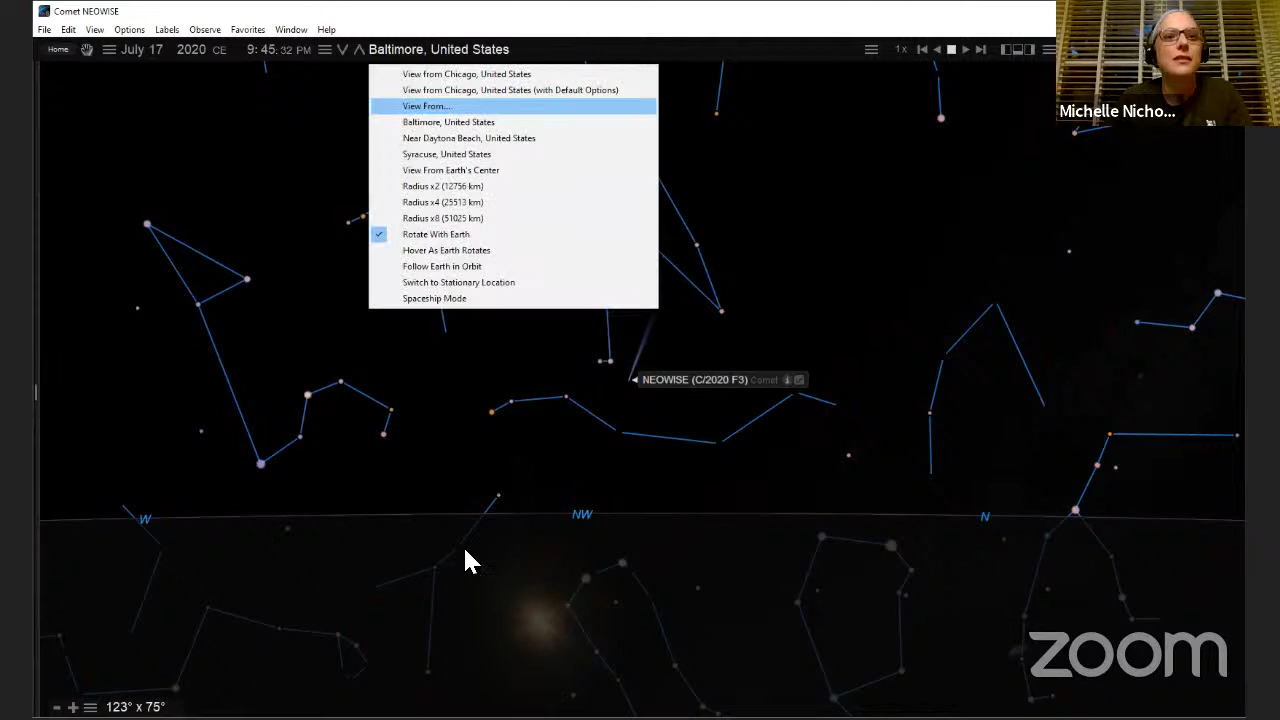 Comet NEOWISE
File Edit View Options Labels Observe Favorites Window Help
Home July 17 2020 CE 9:45:32 PM Baltimore, United States 1x
View from Chicago, United States
View from Chicago, United States (with Default Options)
View From...
Baltimore, United States
Near Daytona Beach, United States
Syracuse, United States
View From Earth's Center
Radius x2 (12756 km)
Radius x4 (25513 km)
Radius x8 (51025 km)
Rotate With Earth
Hover As Earth Rotates
Follow Earth in Orbit
Switch to Stationary Location
Spaceship Mode
Michelle Nicho...
NEOWISE (C/2020 F3) Comet
W NW N
zoom
123° x 75°